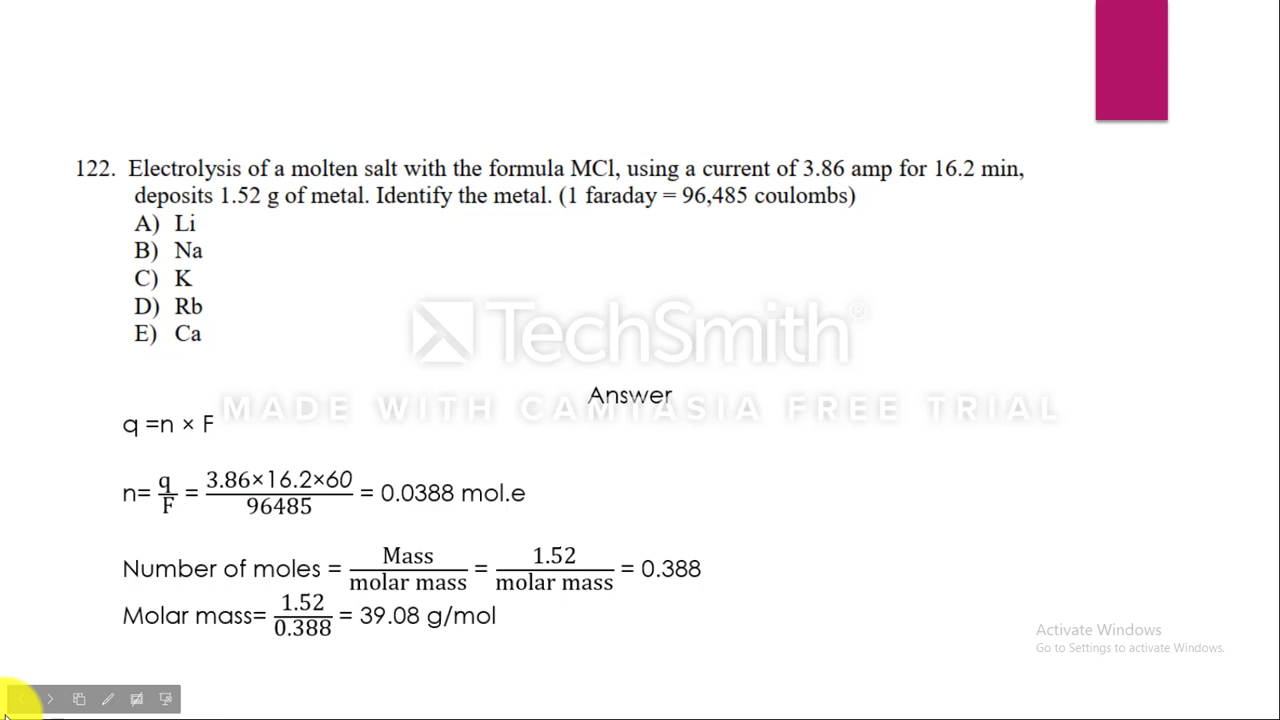 122. Electrolysis of a molten salt with the formula MCl, using a current of 3.86 amp for 16.2 min,
deposits 1.52 g of metal. Identify the metal. (1 faraday = 96,485 coulombs)
A) Li
B) Na
C) K
D) Rb
E) Ca
TechSmith®
Answer
MADE WITH CAMTASIA FREE TRIAL
q =n × F
n= q/F = 3.86×16.2×60/96485 = 0.0388 mol.e
Number of moles = Mass/molar mass = 1.52/molar mass = 0.388
Molar mass= 1.52/0.388 = 39.08 g/mol
Activate Windows
Go to Settings to activate Windows.